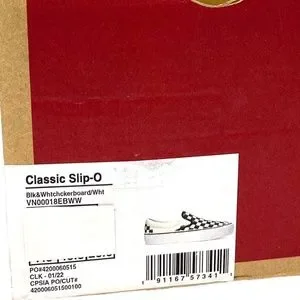 Classic Slip-O
Blk&Whtchckerboard/Wht
VN00018EBWW
PO#4200060515
CLK - 01/22
CPSIA PO/CUT#
420006051500100
1 91167 57341